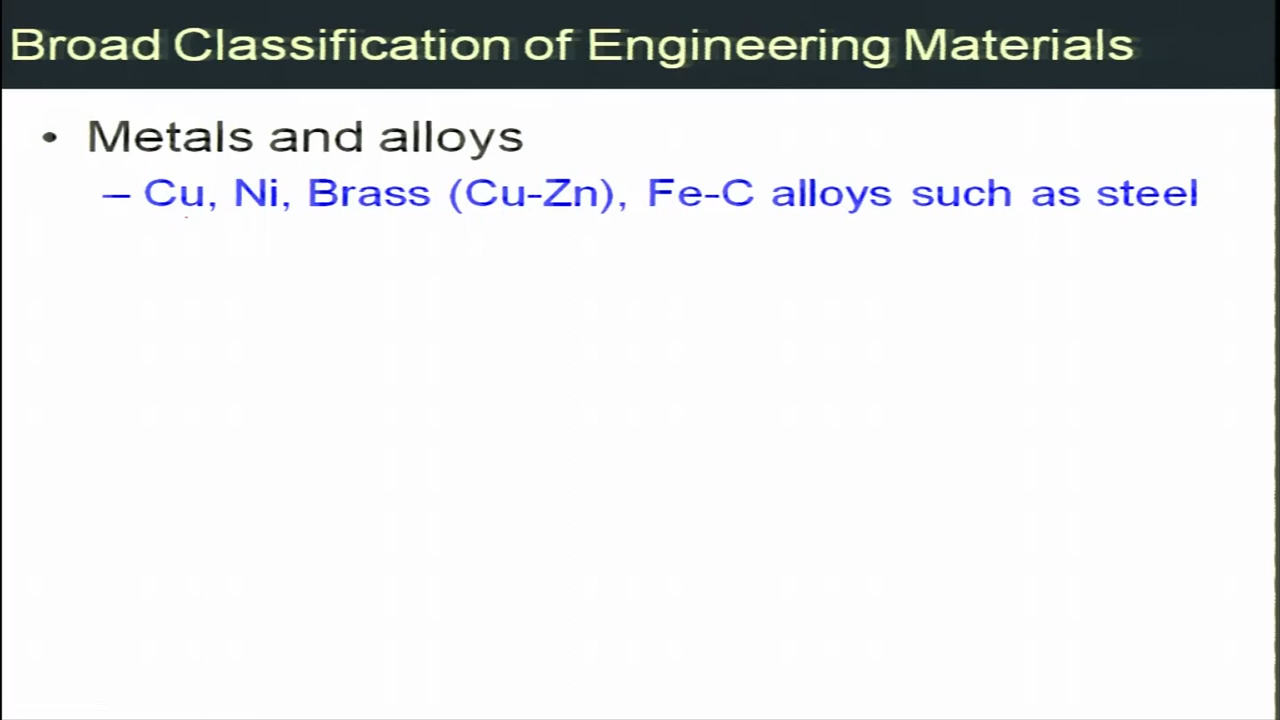 Broad Classification of Engineering Materials
• Metals and alloys
– Cu, Ni, Brass (Cu-Zn), Fe-C alloys such as steel